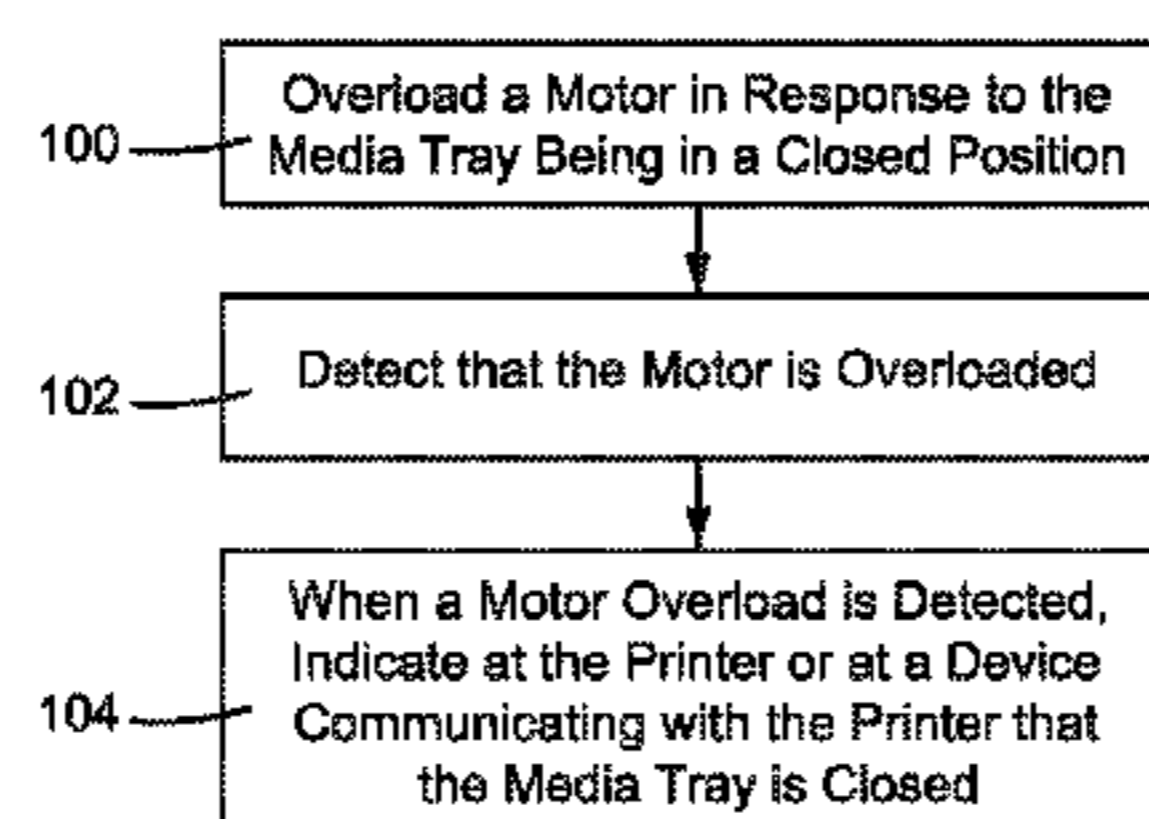 100
Overload a Motor in Response to the
Media Tray Being in a Closed Position
102
Detect that the Motor is Overloaded
104
When a Motor Overload is Detected,
Indicate at the Printer or at a Device
Communicating with the Printer that
the Media Tray is Closed